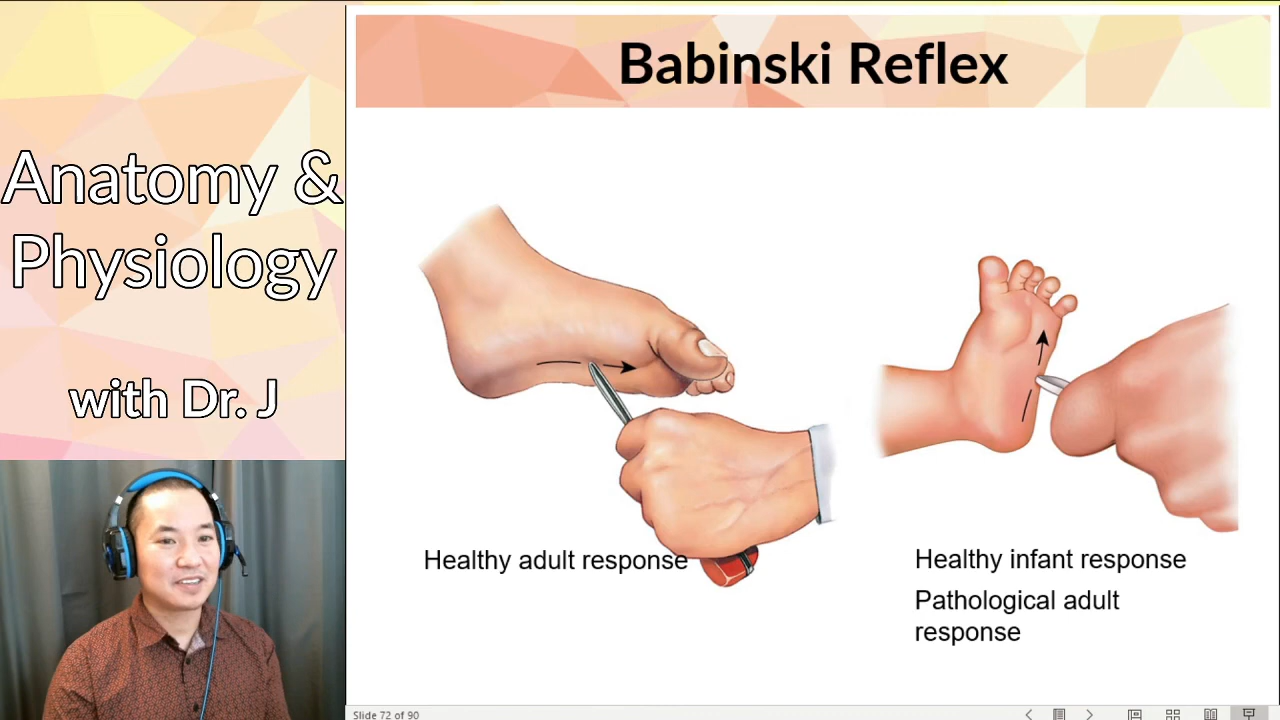 Anatomy &
Physiology
with Dr. J
Babinski Reflex
Healthy adult response
Healthy infant response
Pathological adult
response
Slide 72 of 90